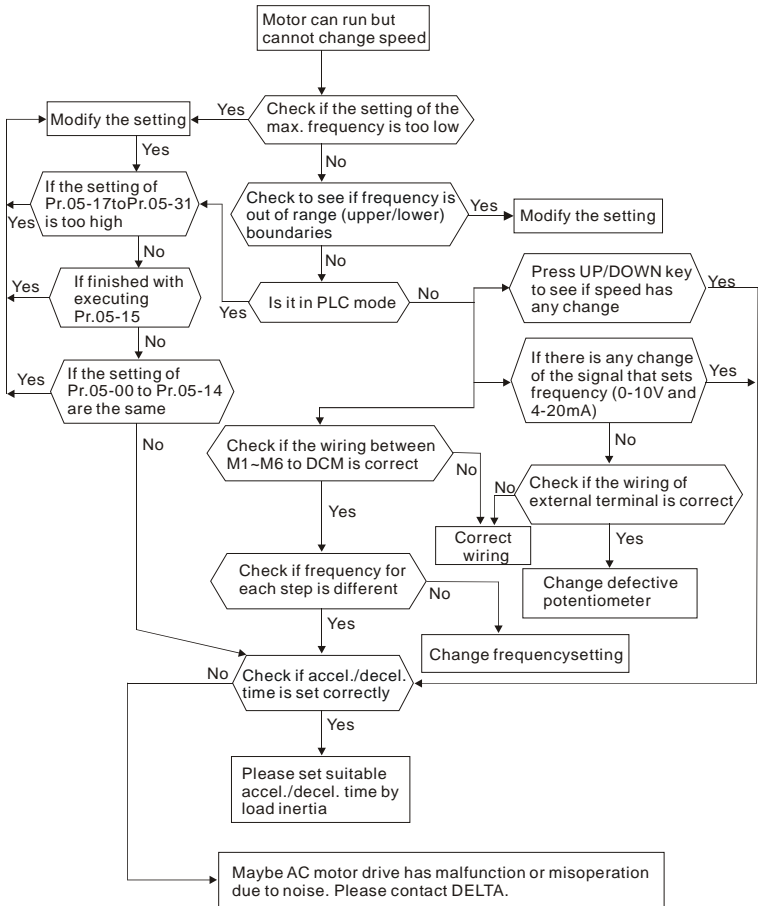 Motor can run but
cannot change speed
Check if the setting of the
max. frequency is too low
Yes
Modify the setting
Yes
No
If the setting of
Pr.05-17toPr.05-31
is too high
Yes
Check to see if frequency is
out of range (upper/lower)
boundaries
Yes
Modify the setting
No
No
If finished with
executing
Pr.05-15
Yes
Is it in PLC mode
Yes
No
Press UP/DOWN key
to see if speed has
any change
Yes
No
If the setting of
Pr.05-00 to Pr.05-14
are the same
Yes
If there is any change
of the signal that sets
frequency (0-10V and
4-20mA)
Yes
No
No
Check if the wiring between
M1~M6 to DCM is correct
No
Check if the wiring of
external terminal is correct
No
Yes
Correct
wiring
Yes
Change defective
potentiometer
Check if frequency for
each step is different
No
Yes
Change frequencysetting
Check if accel./decel.
time is set correctly
No
Yes
Please set suitable
accel./decel. time by
load inertia
Maybe AC motor drive has malfunction or misoperation
due to noise. Please contact DELTA.